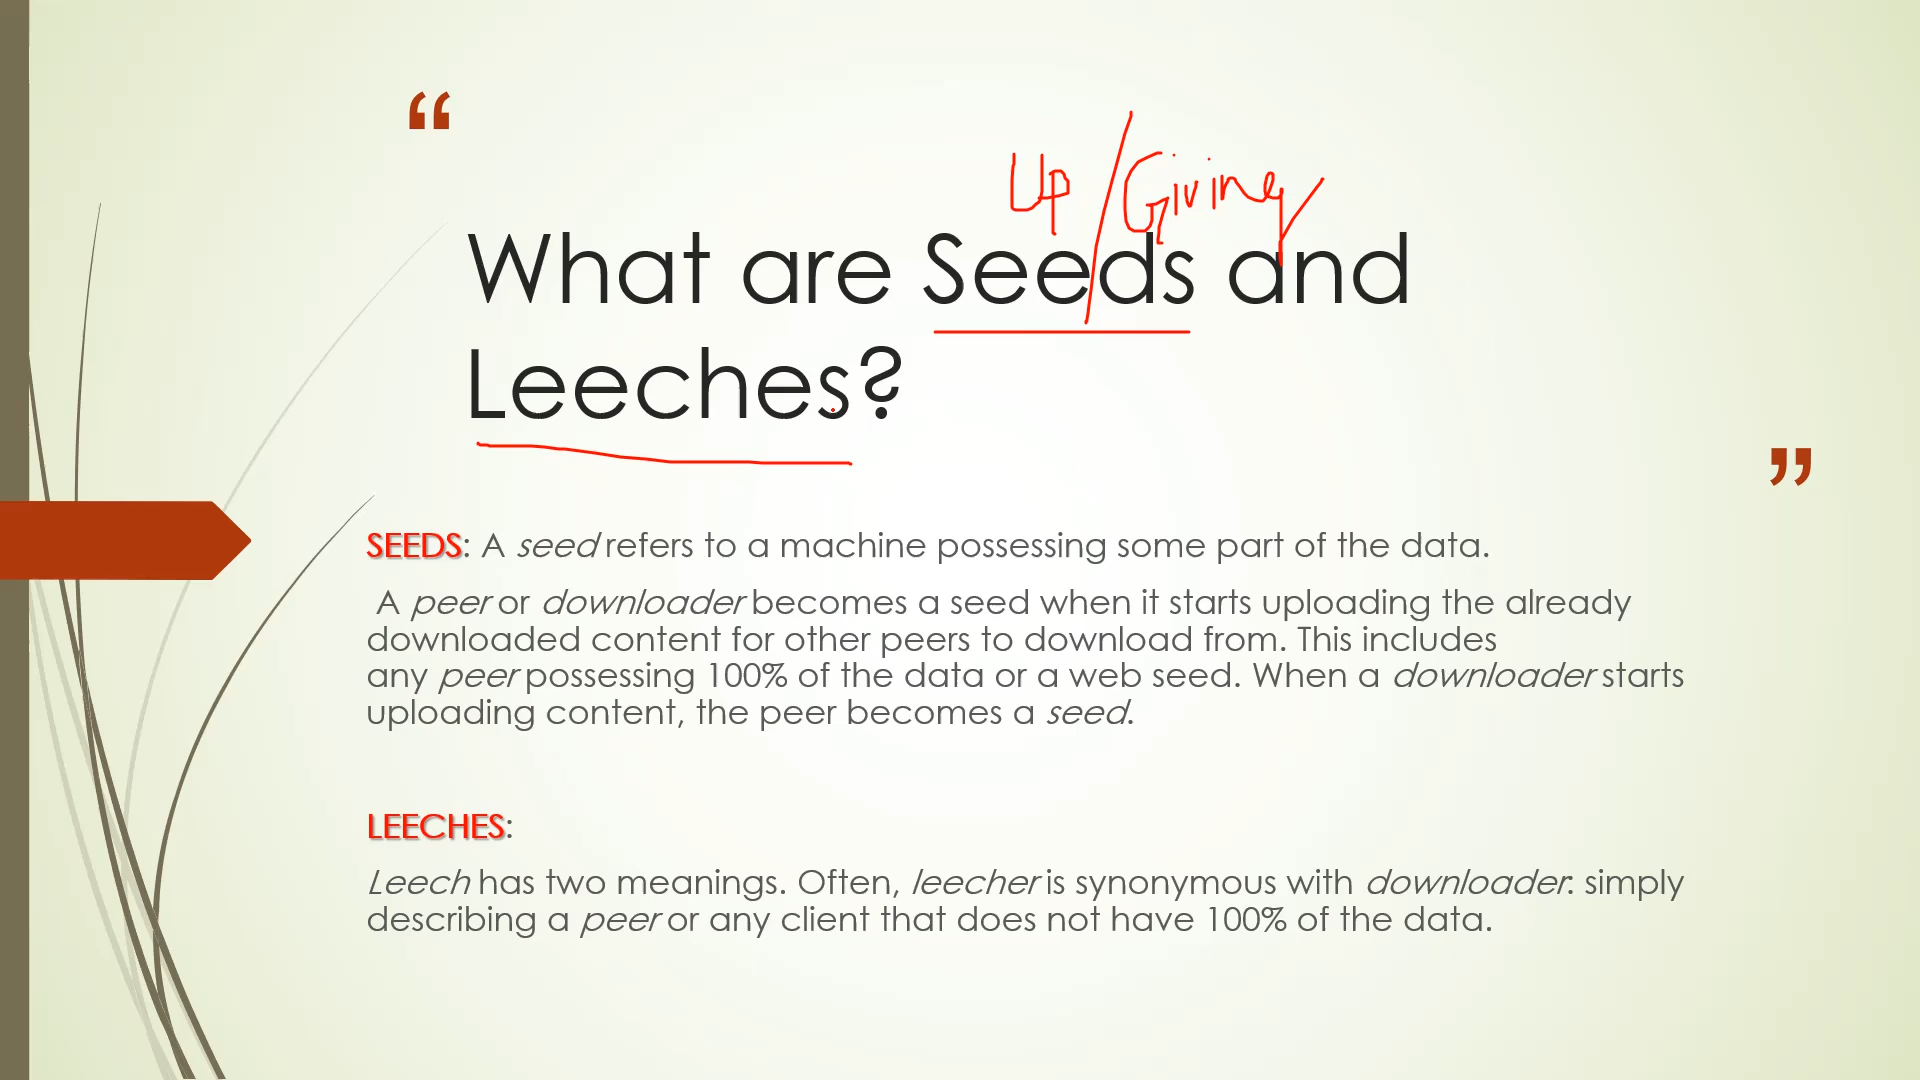 “
Up/Giving
What are Seeds and
Leeches?
”
SEEDS: A seed refers to a machine possessing some part of the data.
A peer or downloader becomes a seed when it starts uploading the already
downloaded content for other peers to download from. This includes
any peer possessing 100% of the data or a web seed. When a downloader starts
uploading content, the peer becomes a seed.
LEECHES:
Leech has two meanings. Often, leecher is synonymous with downloader: simply
describing a peer or any client that does not have 100% of the data.